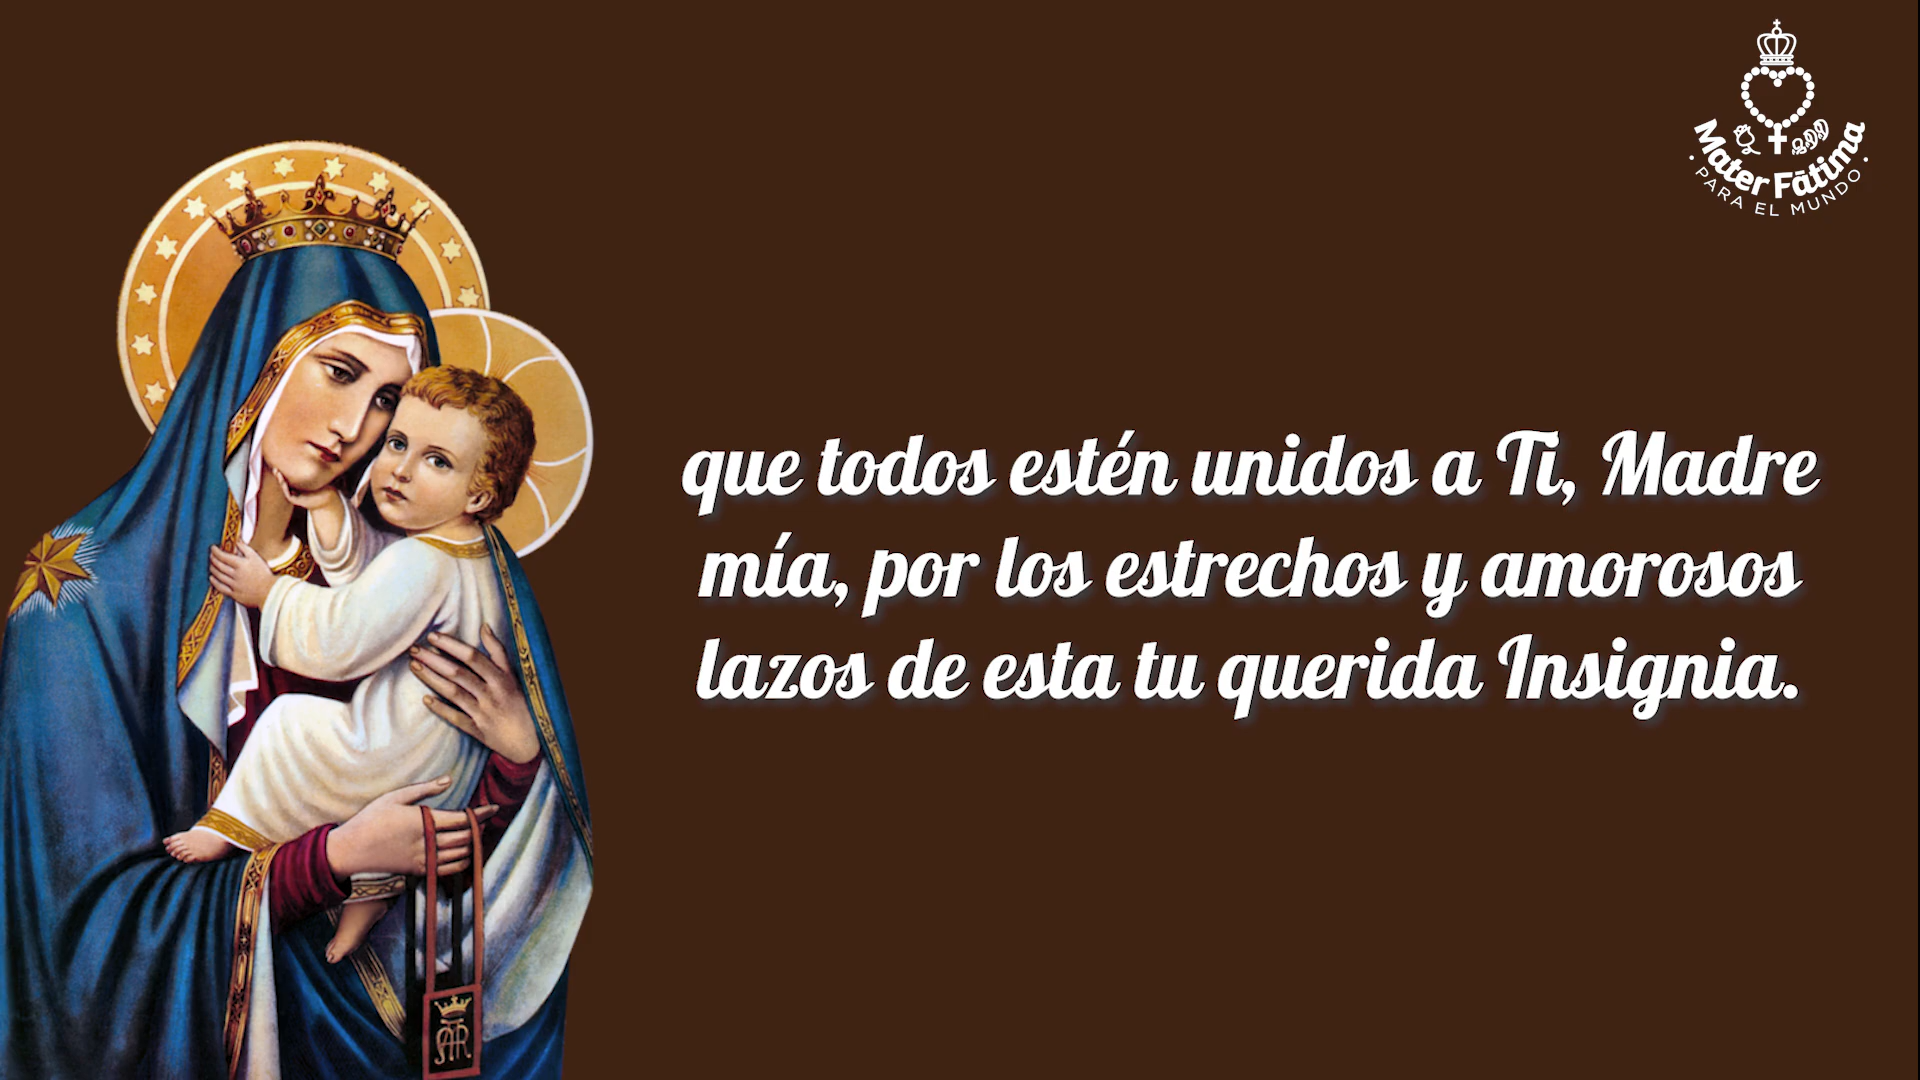 Mater Fātima
· PARA EL MUNDO ·
que todos estén unidos a Ti, Madre
mía, por los estrechos y amorosos
lazos de esta tu querida Insignia.